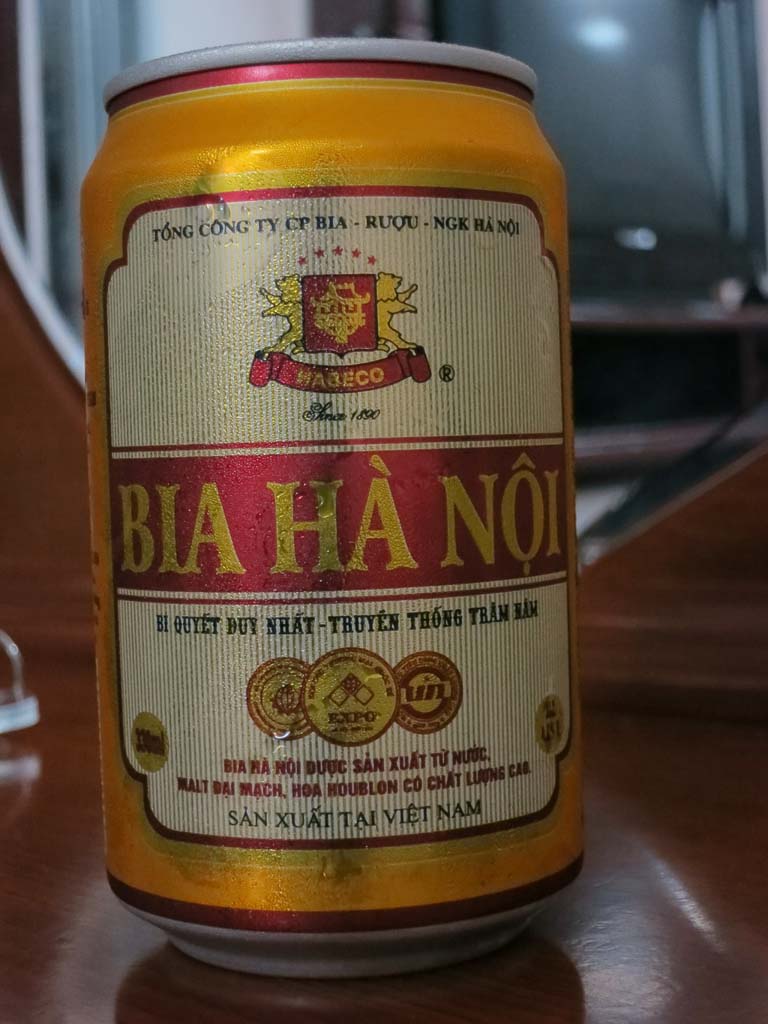 TỔNG CÔNG TY CP BIA - RƯỢU - NGK HÀ NỘI
HABECO ®
Since 1890
BIA HÀ NỘI
BÍ QUYẾT DUY NHẤT - TRUYỀN THỐNG TRĂM NĂM
EXPO
330ml
BIA HÀ NỘI ĐƯỢC SẢN XUẤT TỪ NƯỚC,
MALT ĐẠI MẠCH, HOA HOUBLON CÓ CHẤT LƯỢNG CAO.
SẢN XUẤT TẠI VIỆT NAM